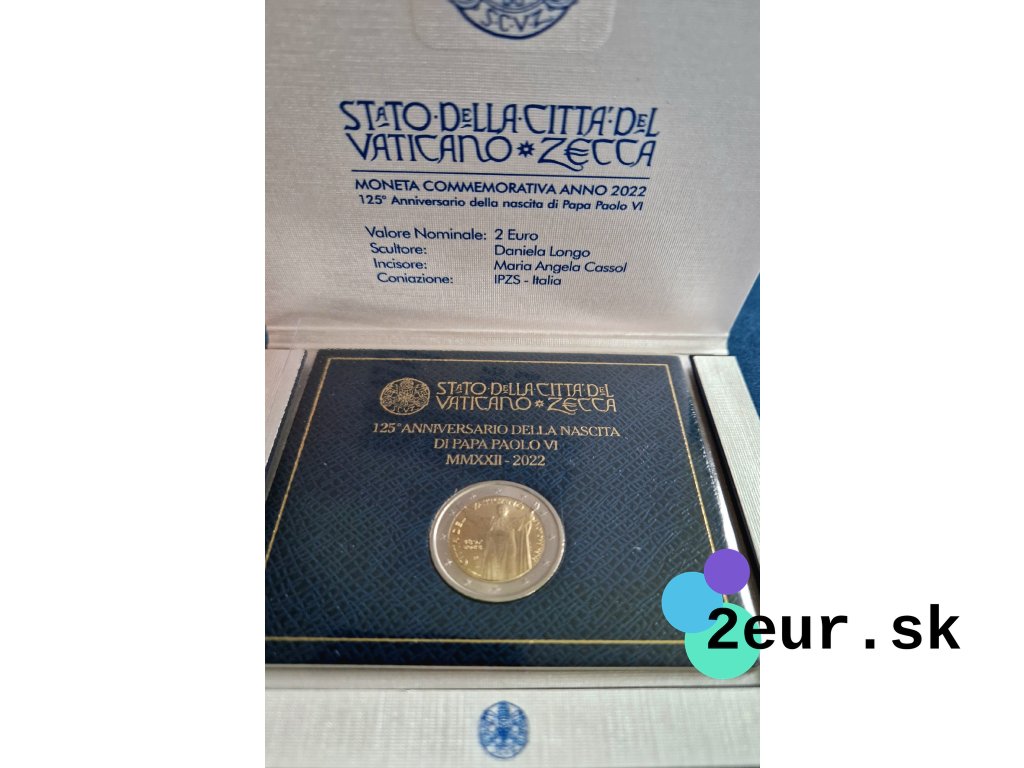 S.C.V.Z
STATO·DELLA·CITTA'·DEL
VATICANO * ZECCA
MONETA COMMEMORATIVA ANNO 2022
125° Anniversario della nascita di Papa Paolo VI
Valore Nominale: 2 Euro
Scultore: Daniela Longo
Incisore: Maria Angela Cassol
Coniazione: IPZS - Italia
STATO·DELLA·CITTA'·DEL
VATICANO * ZECCA
125° ANNIVERSARIO DELLA NASCITA
DI PAPA PAOLO VI
MMXXII - 2022
CITTÀ DEL
2eur.sk